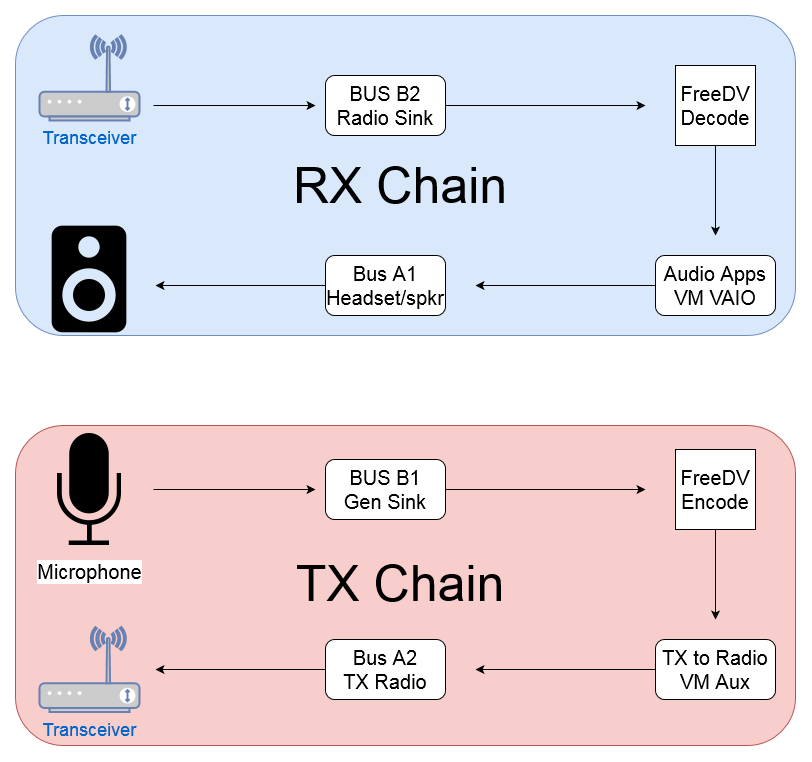 BUS B2
Radio Sink
FreeDV
Decode
Transceiver
RX Chain
Bus A1
Headset/spkr
Audio Apps
VM VAIO
BUS B1
Gen Sink
FreeDV
Encode
Microphone
TX Chain
Bus A2
TX Radio
TX to Radio
VM Aux
Transceiver